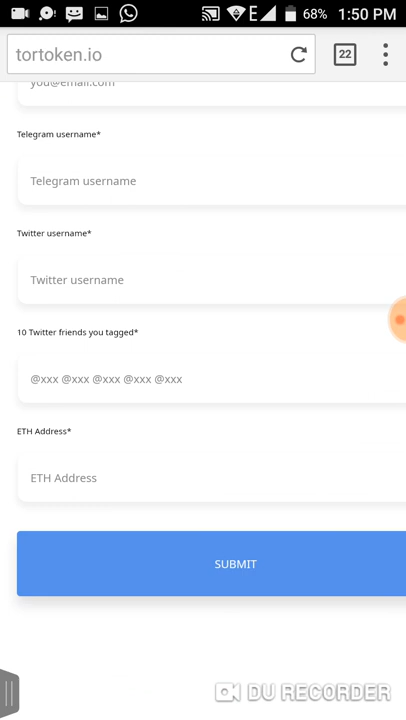 68% 1:50 PM
tortoken.io
22
you@email.com
Telegram username*
Telegram username
Twitter username*
Twitter username
10 Twitter friends you tagged*
@xxx @xxx @xxx @xxx @xxx
ETH Address*
ETH Address
SUBMIT
DU RECORDER